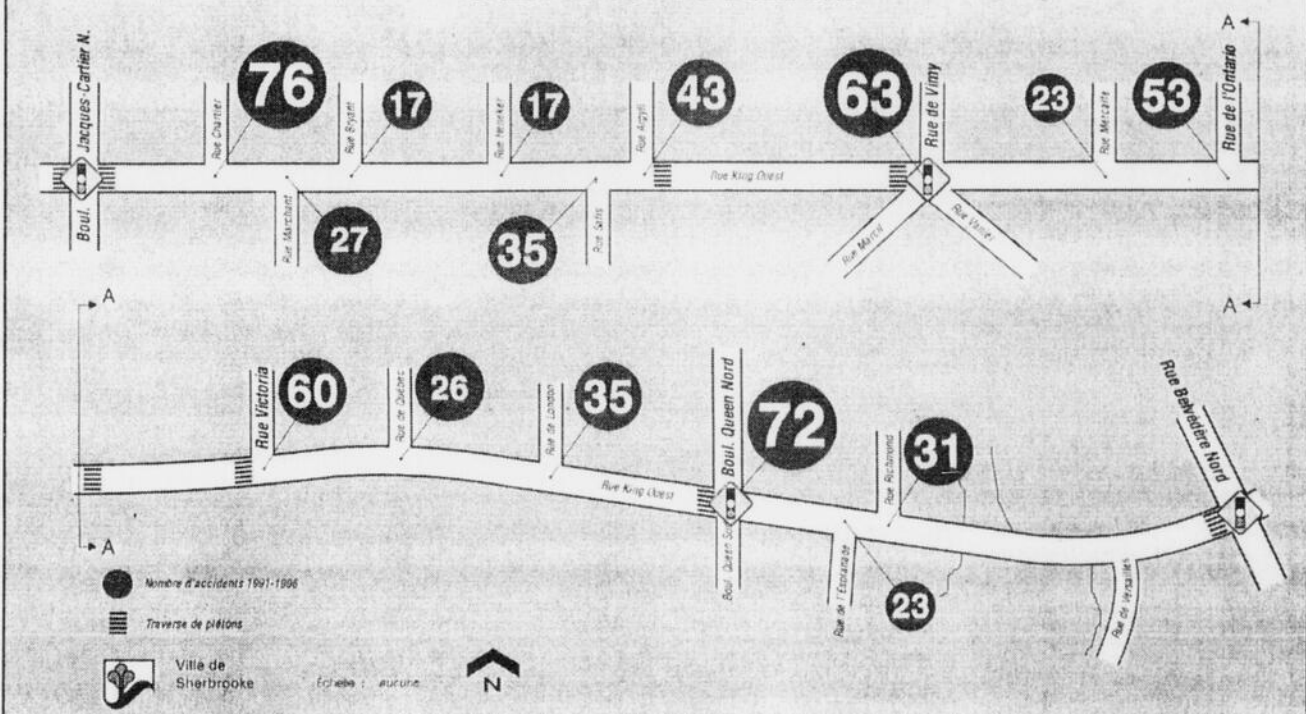 A
Boul. Jacques-Cartier N.
Rue Chartier
76
Rue Bryant
17
Rue Heneker
17
Rue Argyll
43
63
Rue de Vimy
23
Rue Mercante
53
Rue de l'Ontario
Rue King Ouest
Rue Marchant
27
35
Rue Marcil
Rue Vanier
A
A
Rue Victoria
60
Rue de Québec
26
Rue de London
35
Boul. Queen Nord
72
Rue Richmond
31
Rue Belvédère Nord
Rue King Ouest
Boul. Queen Sud
Rue de l'Esplanade
23
Rue de Versailles
A
Nombre d'accidents 1991-1996
Traverse de piétons
Ville de
Sherbrooke
Échelle : aucune
N